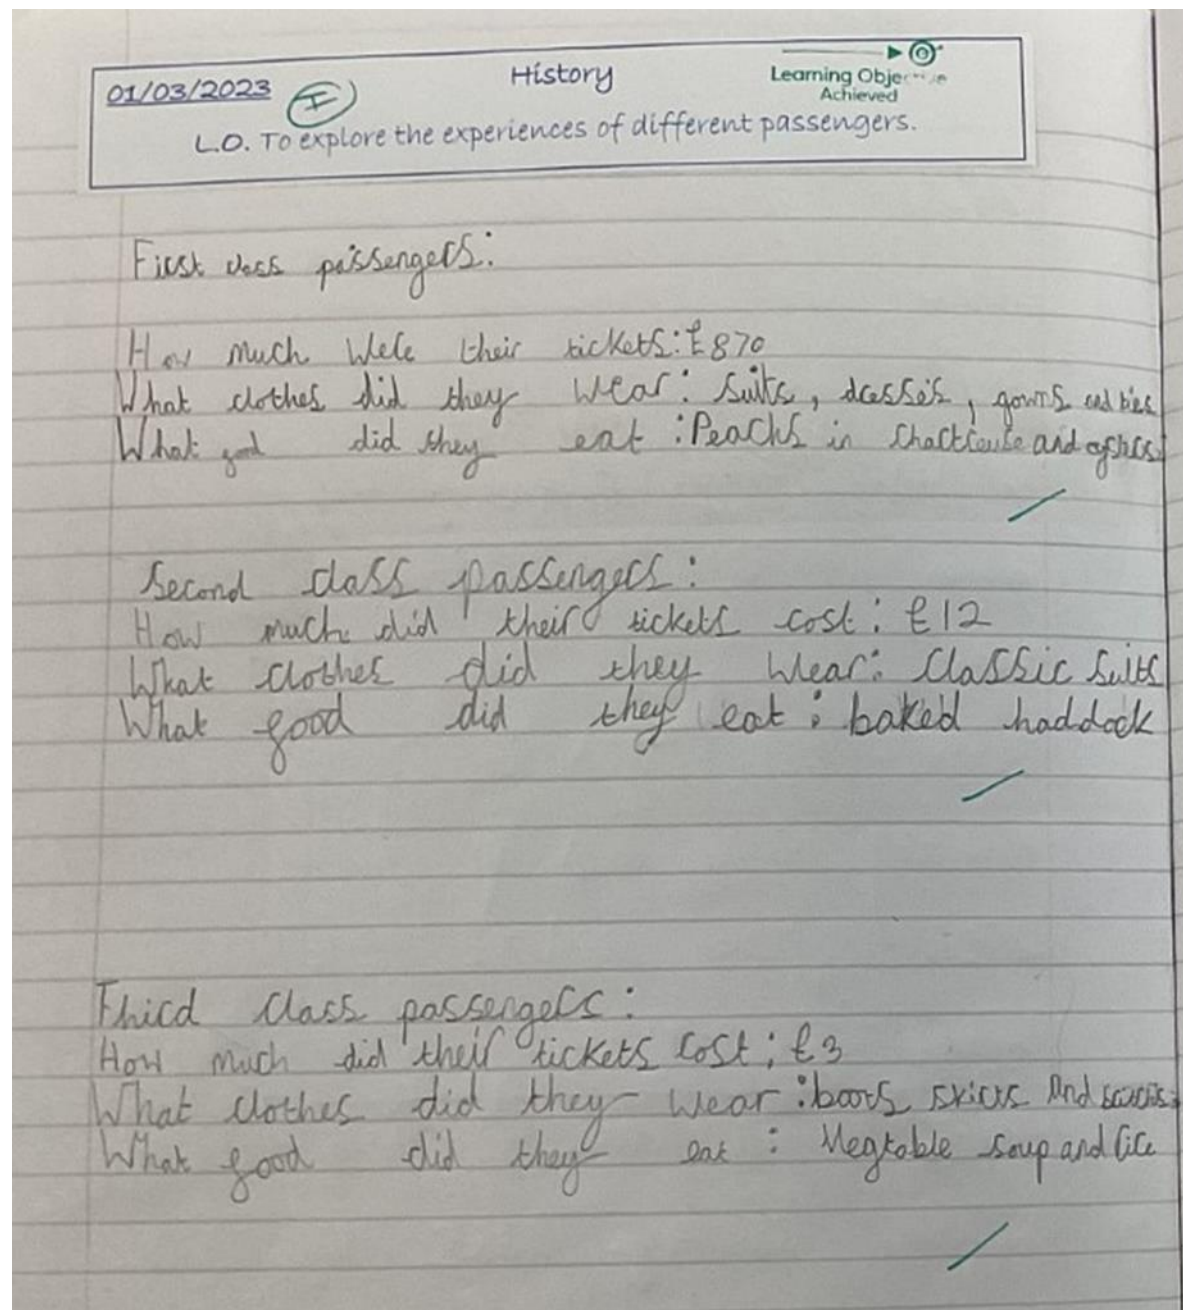 01/03/2023
I
History
Learning Objective
Achieved
L.O. To explore the experiences of different passengers.
First class passengers:
How much were their tickets: £870
What clothes did they wear: suits, dresses, gowns and ties
What food did they eat: Peachs in and
Second class passengers:
How much did their tickets cost: £12
What clothes did they wear: Classic suits
What food did they eat: baked haddock
Third class passengers:
How much did their tickets cost: £3
What clothes did they wear: boots skirts And
What food did they eat: Vegtable soup and rice